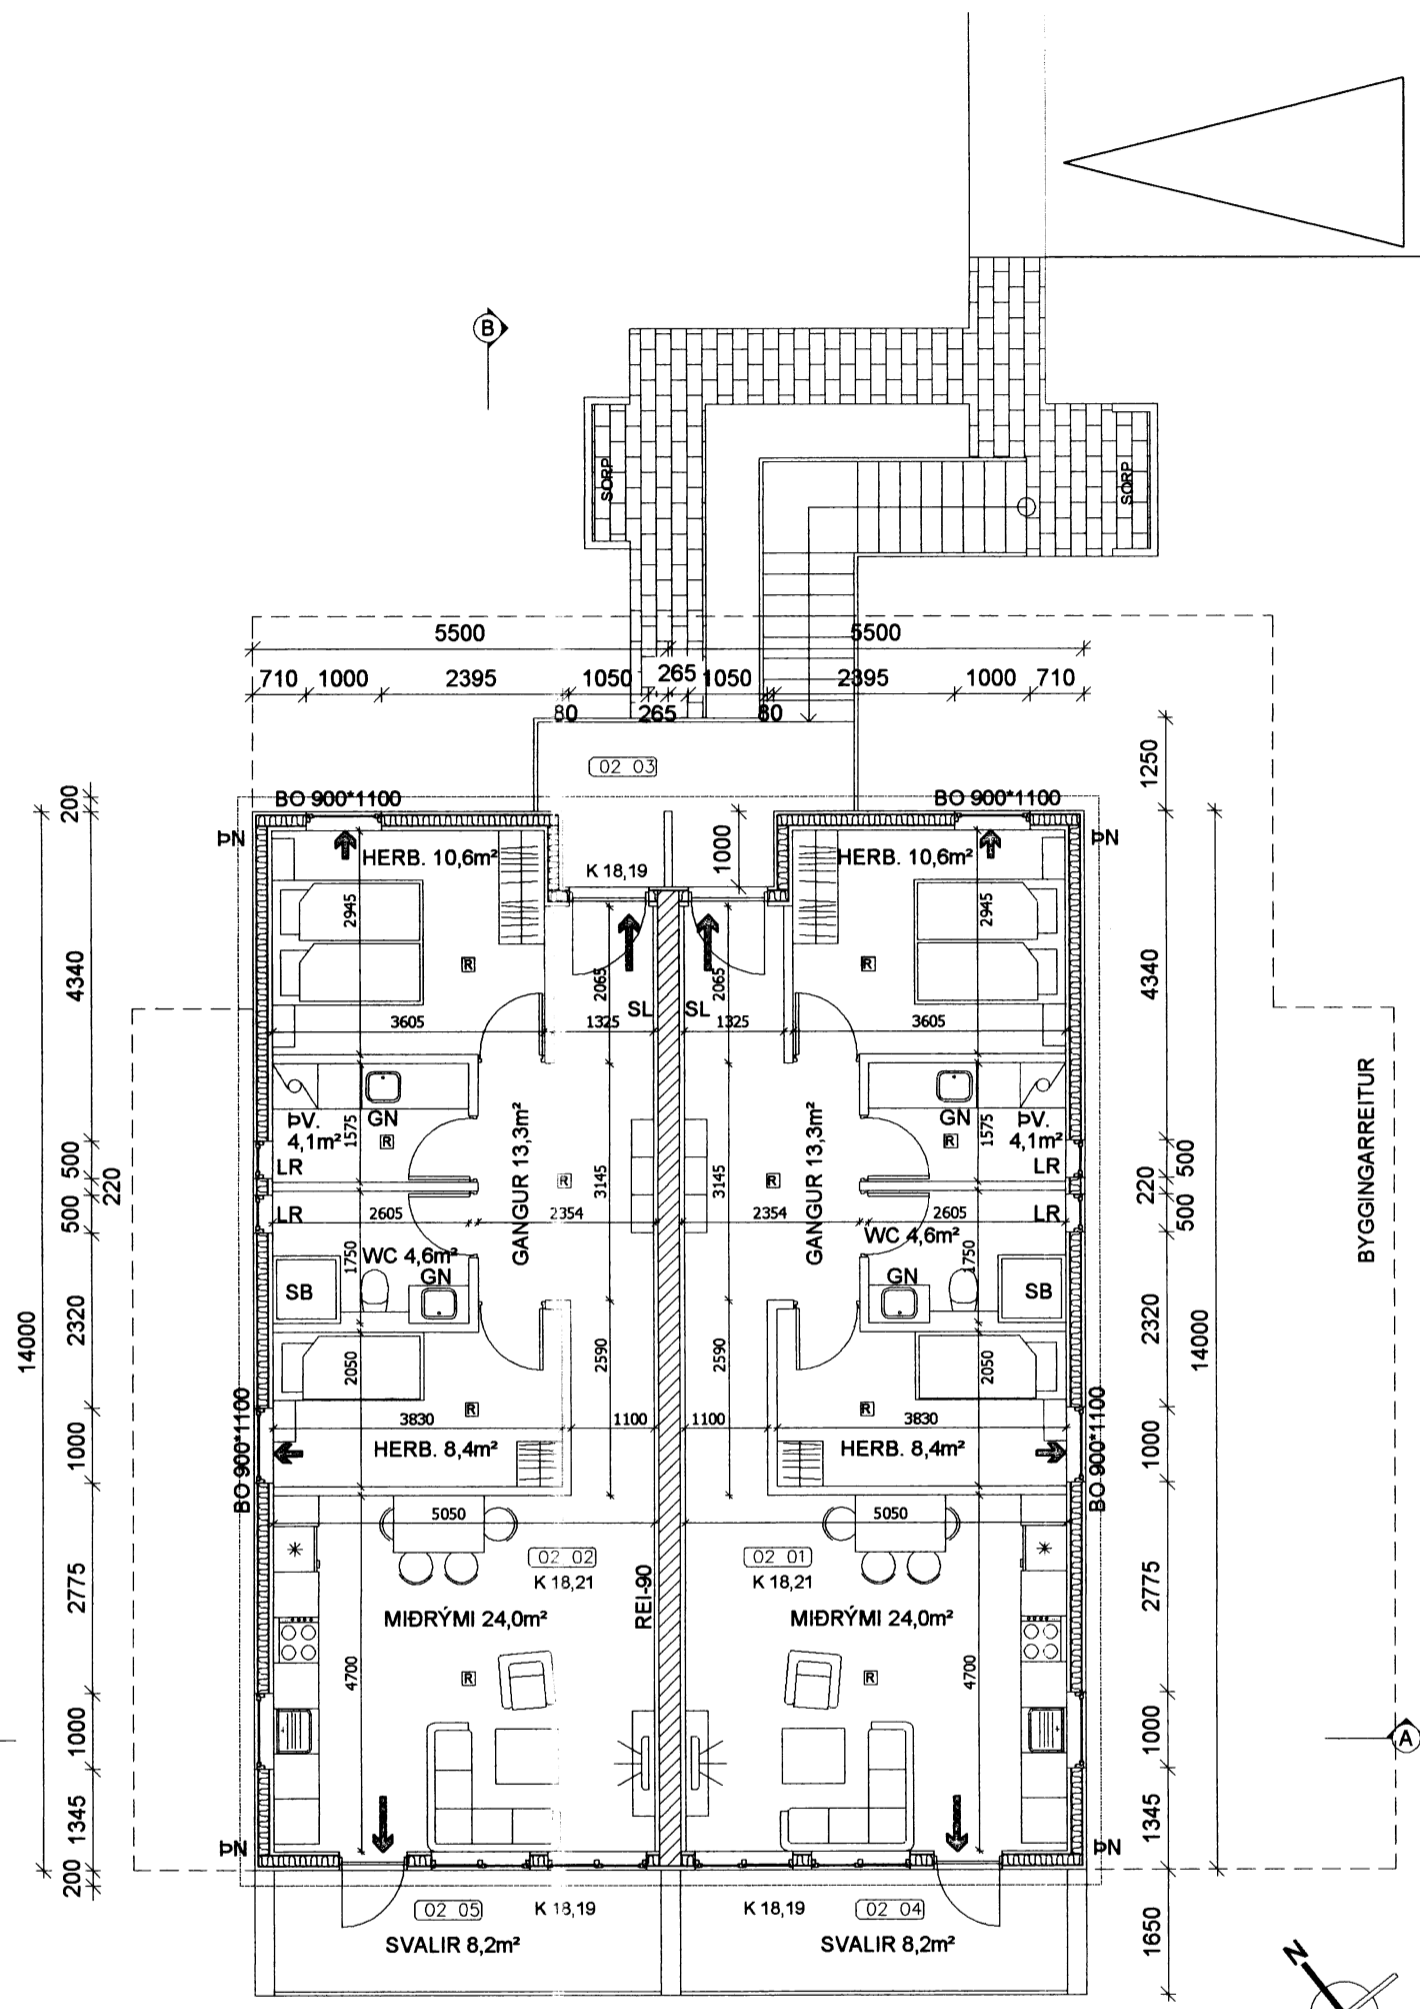 B
SORP
SORP
5500
5500
710
1000
2395
1050
265
1050
2395
1000
710
80
265
80
02 03
1250
200
BO 900*1100
BO 900*1100
ÞN
ÞN
HERB. 10,6m²
K 18,19
1000
HERB. 10,6m²
2945
2945
4340
4340
R
R
2065
2065
SL
SL
3605
1325
1325
3605
BYGGINGARREITUR
ÞV.
4,1m²
GN
R
1575
GANGUR 13,3m²
GANGUR 13,3m²
GN
R
1575
ÞV.
4,1m²
LR
LR
500
220
500
500
220
500
R
3145
3145
R
LR
LR
2605
2354
2354
2605
WC 4,6m²
WC 4,6m²
1750
1750
GN
GN
SB
SB
14000
2320
2320
14000
2050
2590
2590
2050
R
R
3830
1100
1100
3830
HERB. 8,4m²
HERB. 8,4m²
1000
BO 900*1100
BO 900*1100
1000
5050
5050
02 02
K 18,21
02 01
K 18,21
2775
2775
MIÐRÝMI 24,0m²
REI-90
MIÐRÝMI 24,0m²
4700
R
R
4700
1000
1000
A
1345
1345
ÞN
ÞN
200
02 05
K 18,19
K 18,19
02 04
SVALIR 8,2m²
SVALIR 8,2m²
1650
N